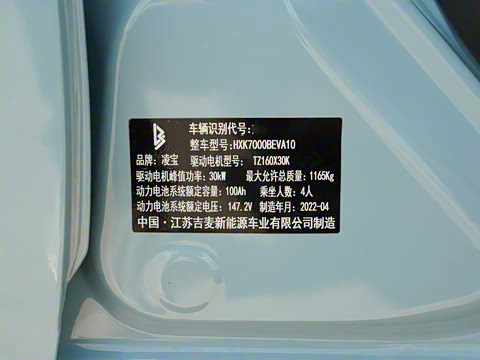 车辆识别代号:
整车型号:HXK7000BEVA10
品牌: 凌宝 驱动电机型号: TZ160X30K
驱动电机峰值功率: 30kW 最大允许总质量: 1165Kg
动力电池系统额定容量: 100Ah 乘坐人数: 4人
动力电池系统额定电压: 147.2V 制造年月: 2022-04
中国·江苏吉麦新能源车业有限公司制造